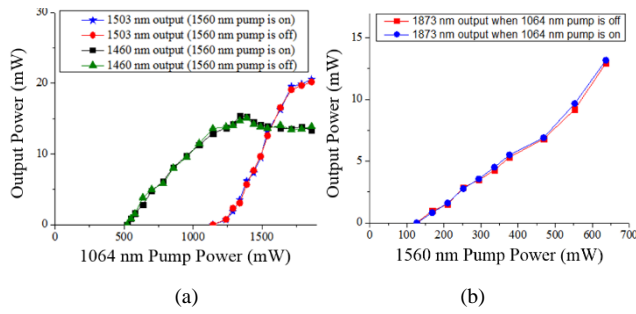 (a)
30
20
10
0
0
500
1000
1500
Output Power (mW)
1064 nm Pump Power (mW)
1503 nm output (1560 nm pump is on)
1503 nm output (1560 nm pump is off)
1460 nm output (1560 nm pump is on)
1460 nm output (1560 nm pump is off)
(a)
(b)
15
10
5
0
0
100
200
300
400
500
600
700
Output Power (mW)
1560 nm Pump Power (mW)
1873 nm output when 1064 nm pump is off
1873 nm output when 1064 nm pump is on
(b)